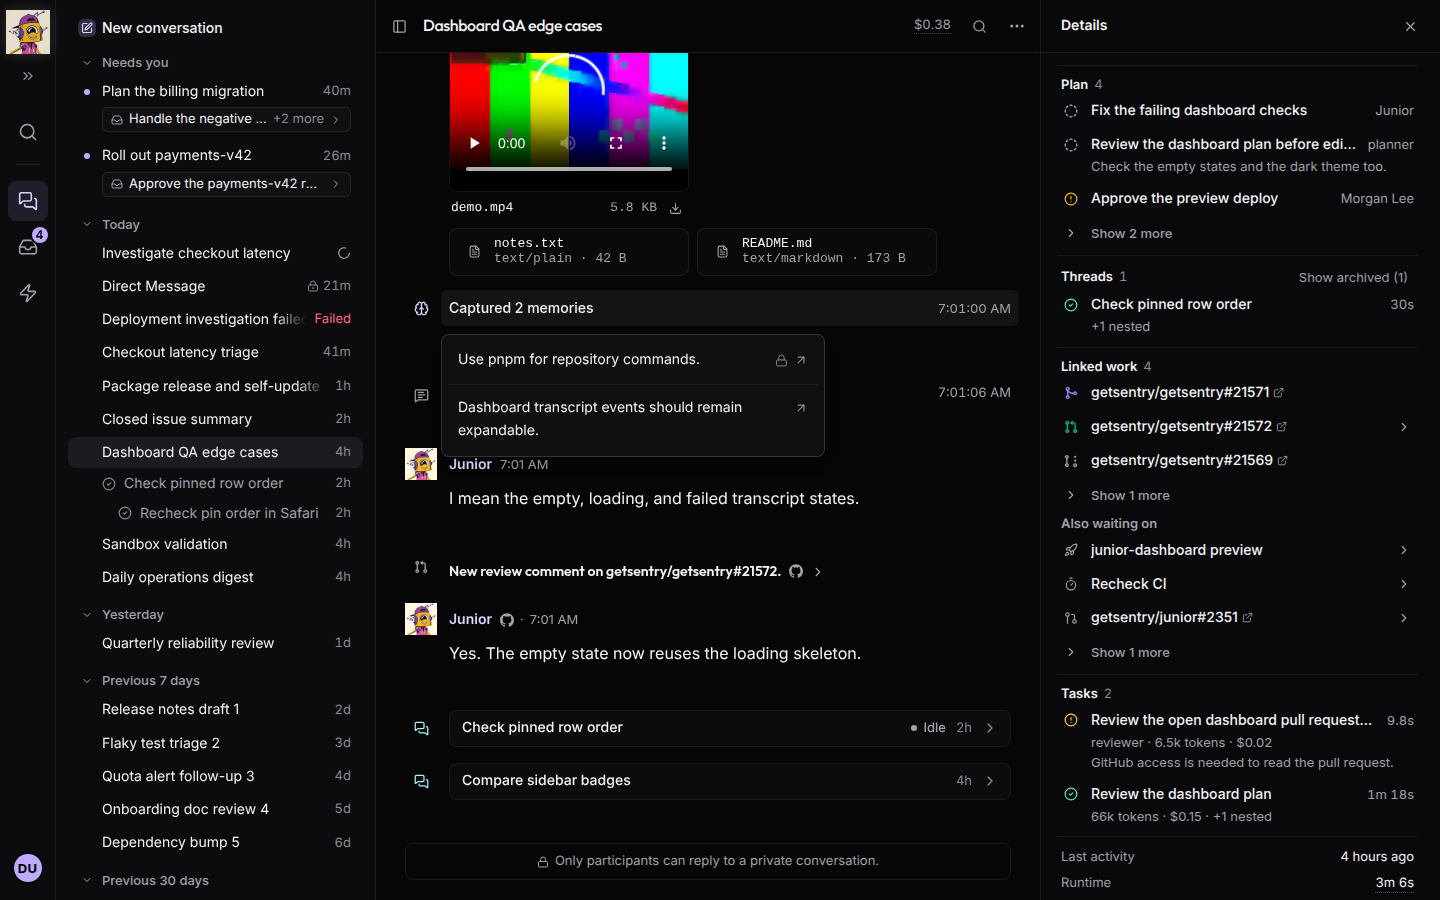 New conversation
Needs you
Plan the billing migration 40m
Handle the negative ... +2 more
Roll out payments-v42 26m
Approve the payments-v42 r...
Today
Investigate checkout latency
Direct Message 21m
Deployment investigation failed Failed
Checkout latency triage 41m
Package release and self-update 1h
Closed issue summary 2h
Dashboard QA edge cases 4h
Check pinned row order 2h
Recheck pin order in Safari 2h
Sandbox validation 4h
Daily operations digest 4h
Yesterday
Quarterly reliability review 1d
Previous 7 days
Release notes draft 1 2d
Flaky test triage 2 3d
Quota alert follow-up 3 4d
Onboarding doc review 4 5d
Dependency bump 5 6d
Previous 30 days
4
DU
Dashboard QA edge cases $0.38
0:00
demo.mp4 5.8 KB
notes.txt
text/plain · 42 B
README.md
text/markdown · 173 B
Captured 2 memories 7:01:00 AM
Use pnpm for repository commands.
Dashboard transcript events should remain
expandable.
7:01:06 AM
Junior 7:01 AM
I mean the empty, loading, and failed transcript states.
New review comment on getsentry/getsentry#21572.
Junior · 7:01 AM
Yes. The empty state now reuses the loading skeleton.
Check pinned row order Idle 2h
Compare sidebar badges 4h
Only participants can reply to a private conversation.
Details
Plan 4
Fix the failing dashboard checks Junior
Review the dashboard plan before edi... planner
Check the empty states and the dark theme too.
Approve the preview deploy Morgan Lee
Show 2 more
Threads 1 Show archived (1)
Check pinned row order 30s
+1 nested
Linked work 4
getsentry/getsentry#21571
getsentry/getsentry#21572
getsentry/getsentry#21569
Show 1 more
Also waiting on
junior-dashboard preview
Recheck CI
getsentry/junior#2351
Show 1 more
Tasks 2
Review the open dashboard pull request... 9.8s
reviewer · 6.5k tokens · $0.02
GitHub access is needed to read the pull request.
Review the dashboard plan 1m 18s
66k tokens · $0.15 · +1 nested
Last activity 4 hours ago
Runtime 3m 6s